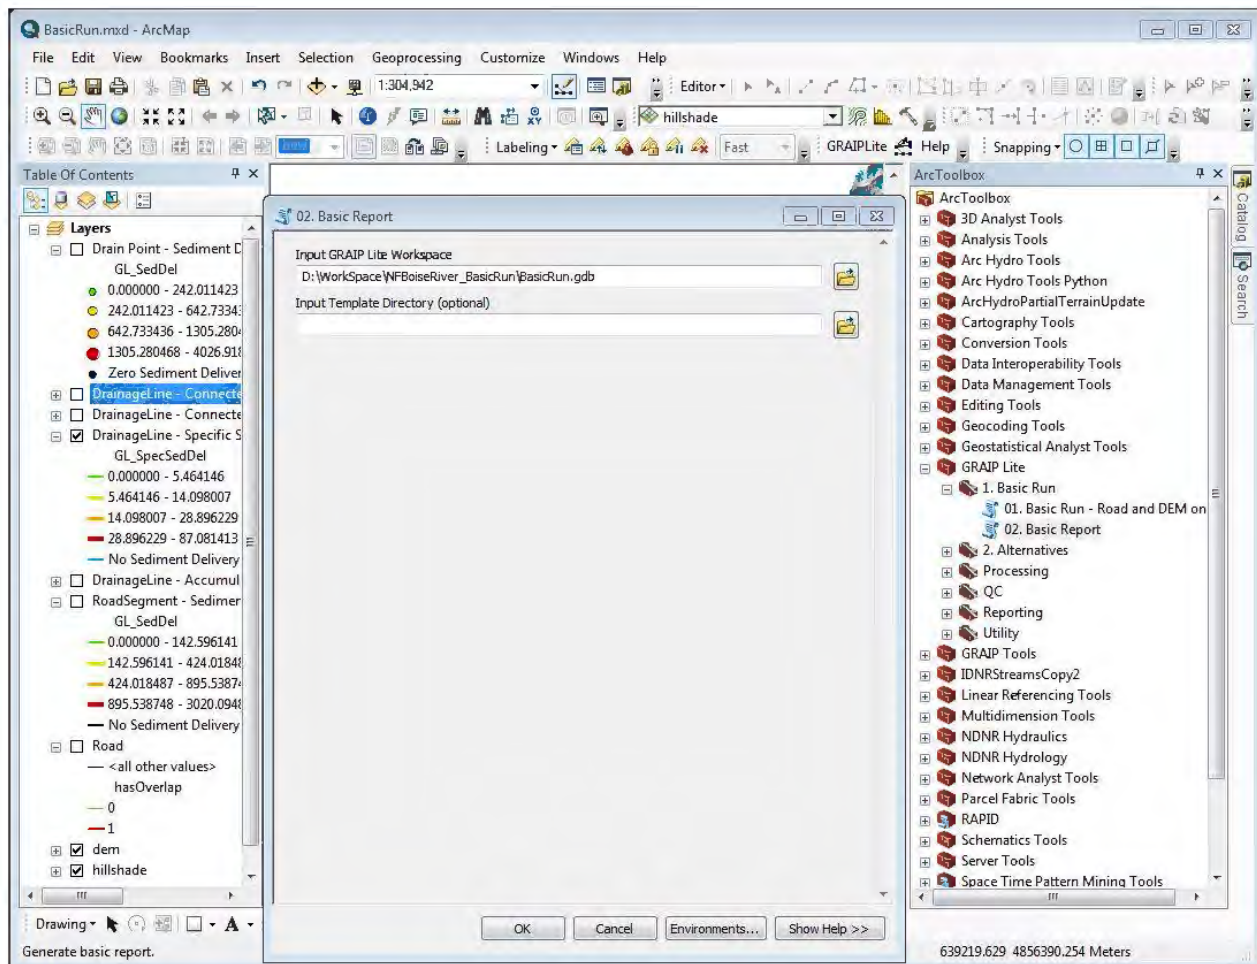 BasicRun.mxd - ArcMap
File Edit View Bookmarks Insert Selection Geoprocessing Customize Windows Help
1:304,942
Editor
hillshade
Labeling
Fast
GRAIPLite
Help
Snapping
Table Of Contents
Layers
Drain Point - Sediment D
GL_SedDel
0.000000 - 242.011423
242.011423 - 642.73343
642.733436 - 1305.2804
1305.280468 - 4026.918
Zero Sediment Deliver
DrainageLine - Connecte
DrainageLine - Connecte
DrainageLine - Specific S
GL_SpecSedDel
0.000000 - 5.464146
5.464146 - 14.098007
14.098007 - 28.896229
28.896229 - 87.081413
No Sediment Delivery
DrainageLine - Accumul
RoadSegment - Sedimer
GL_SedDel
0.000000 - 142.596141
142.596141 - 424.01848
424.018487 - 895.53874
895.538748 - 3020.0948
No Sediment Delivery
Road
<all other values>
hasOverlap
0
1
dem
hillshade
Drawing
A
Generate basic report.
02. Basic Report
Input GRAIP Lite Workspace
D:\WorkSpace\NFBoiseRiver_BasicRun\BasicRun.gdb
Input Template Directory (optional)
OK
Cancel
Environments...
Show Help >>
ArcToolbox
ArcToolbox
3D Analyst Tools
Analysis Tools
Arc Hydro Tools
Arc Hydro Tools Python
ArcHydroPartialTerrainUpdate
Cartography Tools
Conversion Tools
Data Interoperability Tools
Data Management Tools
Editing Tools
Geocoding Tools
Geostatistical Analyst Tools
GRAIP Lite
1. Basic Run
01. Basic Run - Road and DEM on
02. Basic Report
2. Alternatives
Processing
QC
Reporting
Utility
GRAIP Tools
IDNRStreamsCopy2
Linear Referencing Tools
Multidimension Tools
NDNR Hydraulics
NDNR Hydrology
Network Analyst Tools
Parcel Fabric Tools
RAPID
Schematics Tools
Server Tools
Space Time Pattern Mining Tools
Catalog
Search
639219.629 4856390.254 Meters